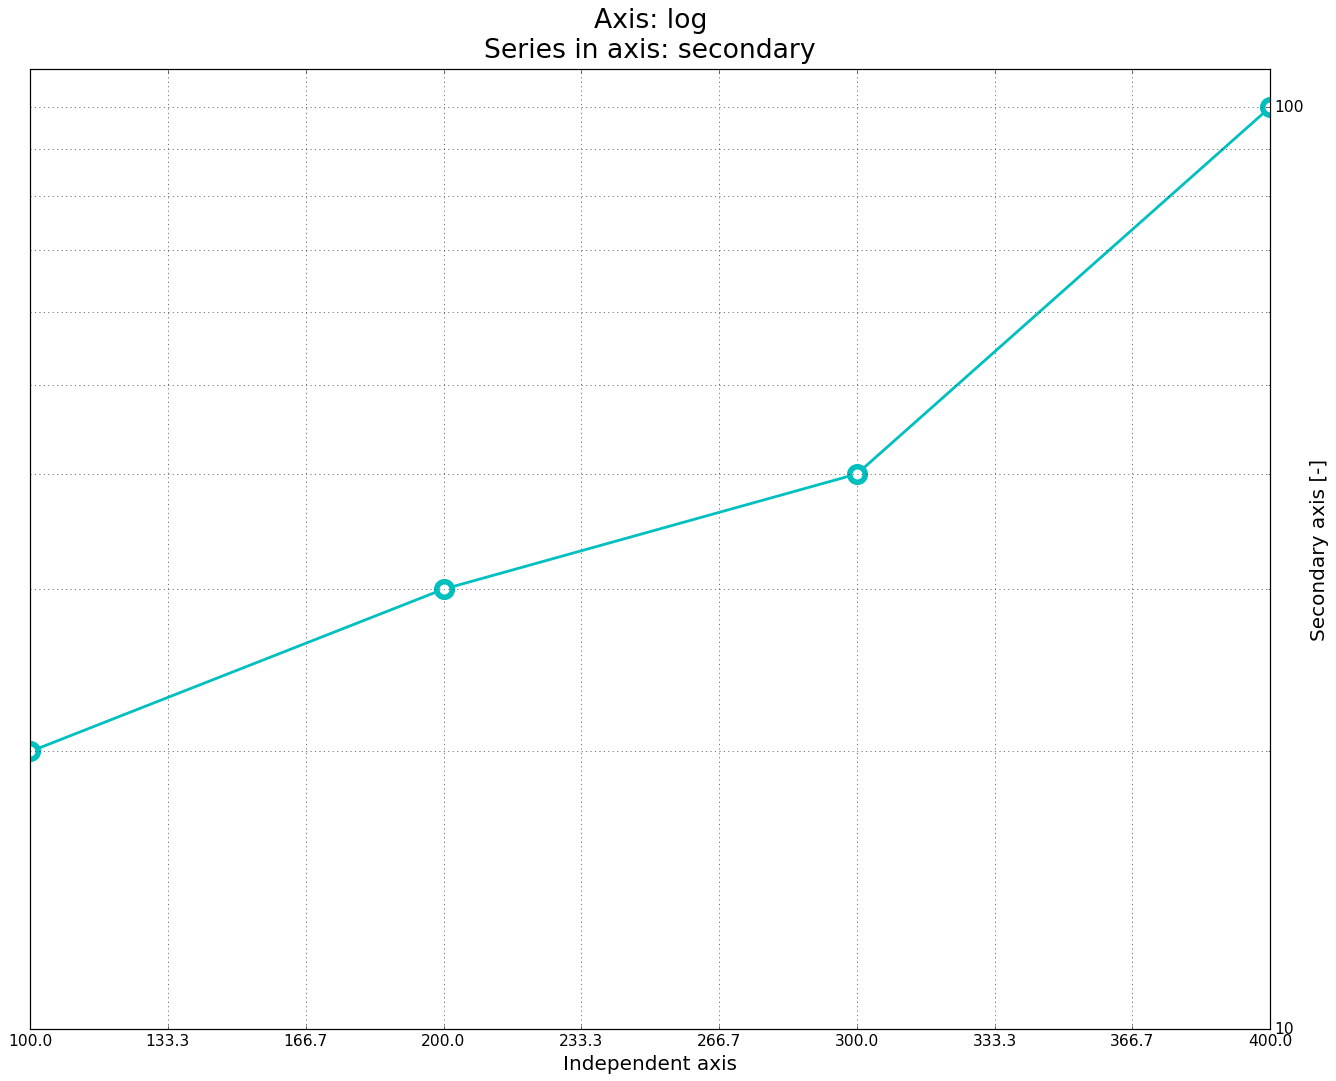 Axis: log
Series in axis: secondary
100
Secondary axis [-]
10
100.0 133.3 166.7 200.0 233.3 266.7 300.0 333.3 366.7 400.0
Independent axis